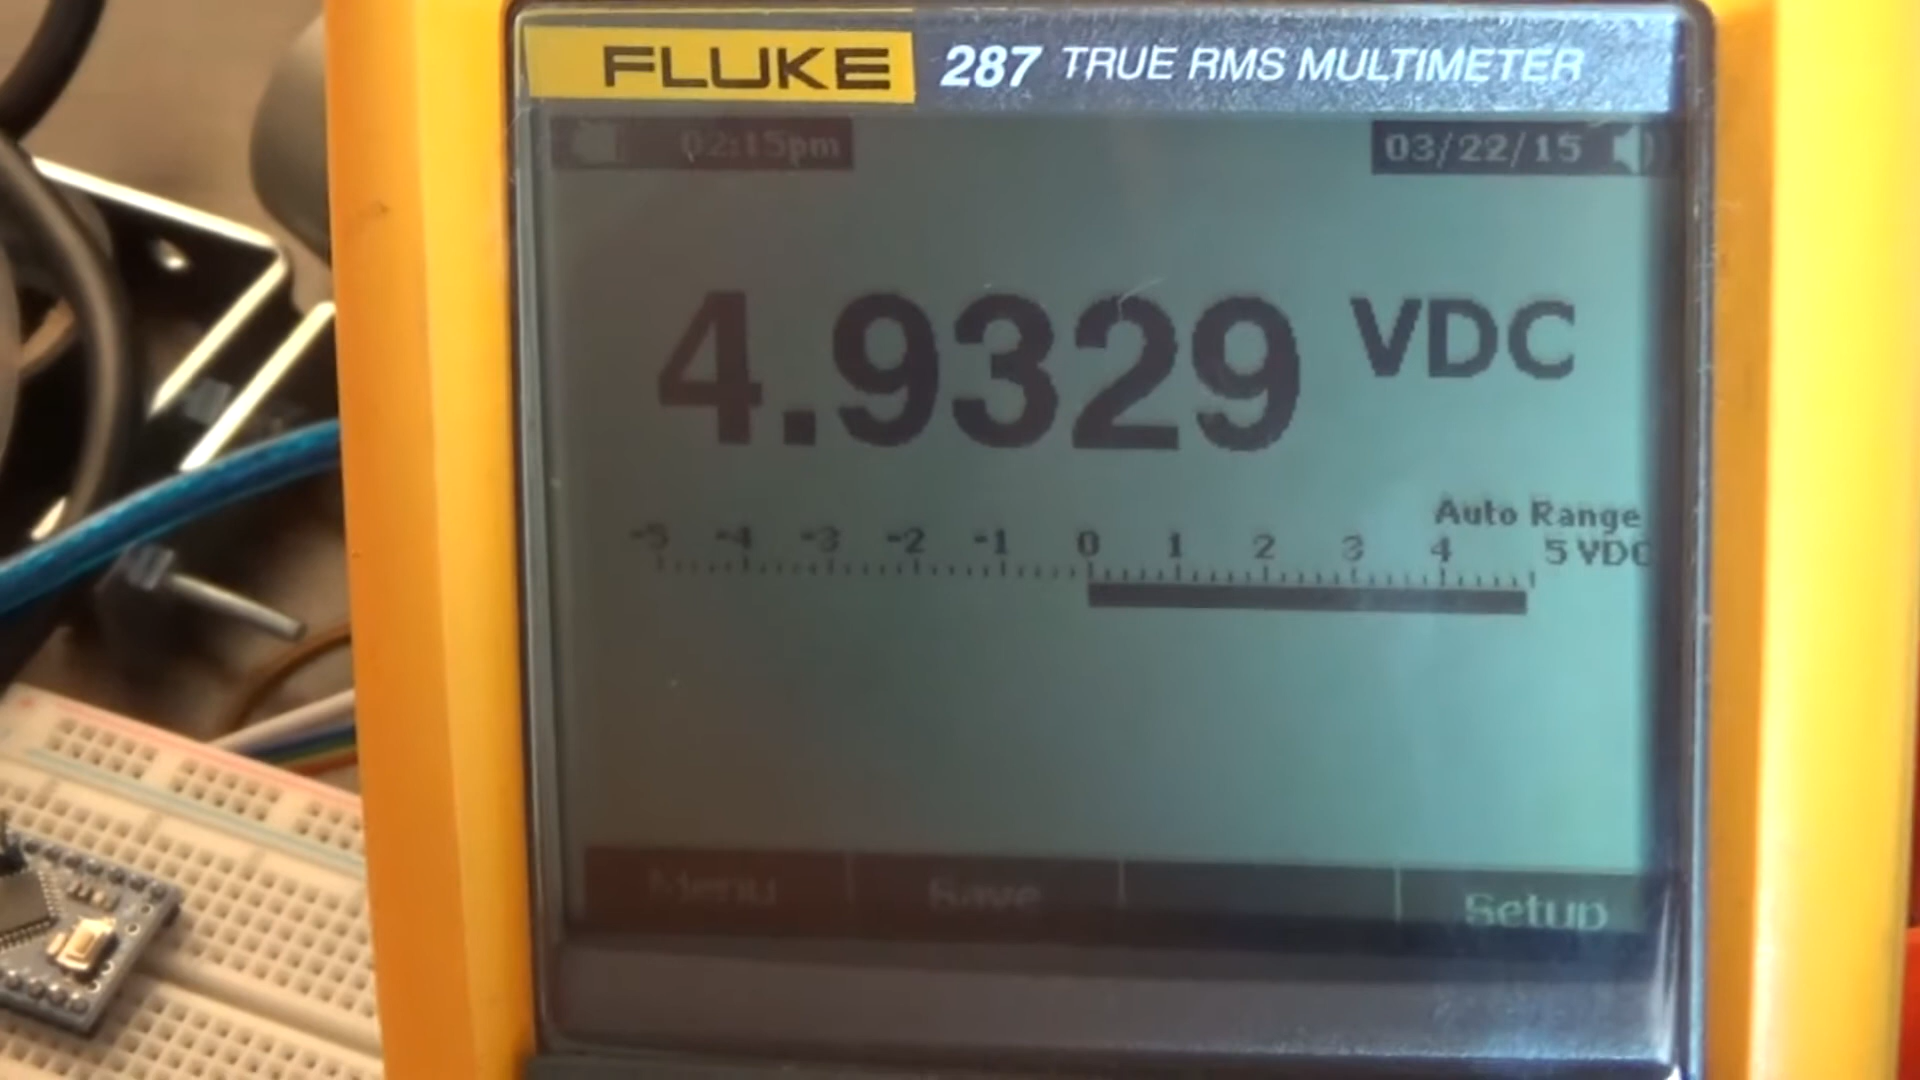 FLUKE 287 TRUE RMS MULTIMETER
02:15pm 03/22/15
4.9329 VDC
Auto Range
-5 -4 -3 -2 -1 0 1 2 3 4 5 VDC
Menu Save Setup